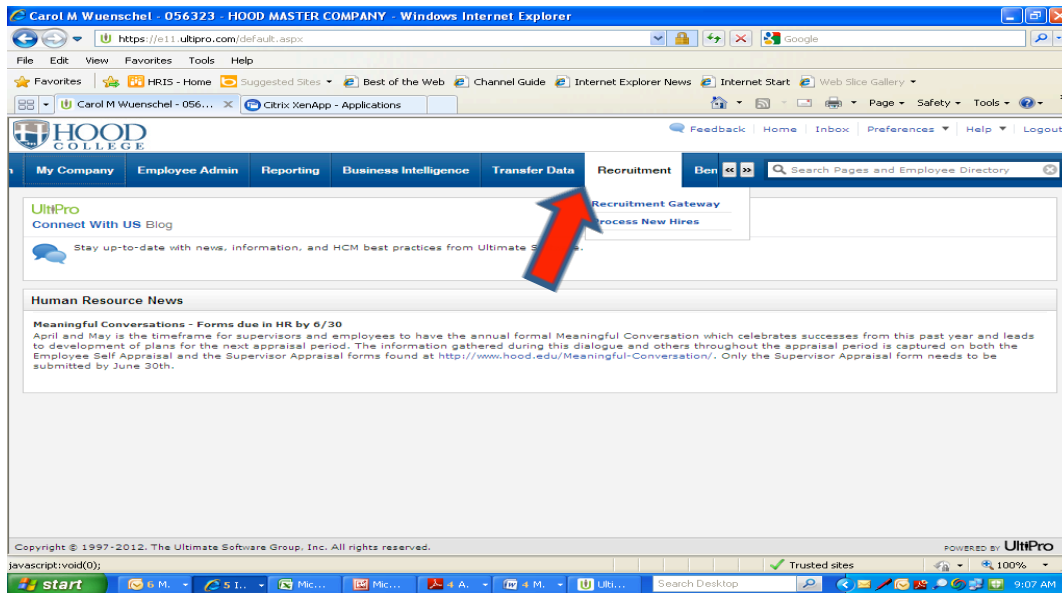 Carol M Wuenschel - 056323 - HOOD MASTER COMPANY - Windows Internet Explorer
https://e11.ultipro.com/default.aspx
Google
File Edit View Favorites Tools Help
Favorites HRIS - Home Suggested Sites Best of the Web Channel Guide Internet Explorer News Internet Start Web Slice Gallery
Carol M Wuenschel - 056... Citrix XenApp - Applications Page Safety Tools
HOOD
COLLEGE
Feedback Home Inbox Preferences Help Logout
My Company Employee Admin Reporting Business Intelligence Transfer Data Recruitment Ben Search Pages and Employee Directory
Recruitment Gateway
Process New Hires
UltiPro
Connect With US Blog
Stay up-to-date with news, information, and HCM best practices from Ultimate
Human Resource News
Meaningful Conversations - Forms due in HR by 6/30
April and May is the timeframe for supervisors and employees to have the annual formal Meaningful Conversation which celebrates successes from this past year and leads
to development of plans for the next appraisal period. The information gathered during this dialogue and others throughout the appraisal period is captured on both the
Employee Self Appraisal and the Supervisor Appraisal forms found at http://www.hood.edu/Meaningful-Conversation/. Only the Supervisor Appraisal form needs to be
submitted by June 30th.
Copyright © 1997-2012. The Ultimate Software Group, Inc. All rights reserved.
POWERED BY UltiPro
javascript:void(0);
Trusted sites
100%
start 6 M. 5 I.. Mic... Mic... 4 A. 4 M. Ulti... Search Desktop 9:07 AM